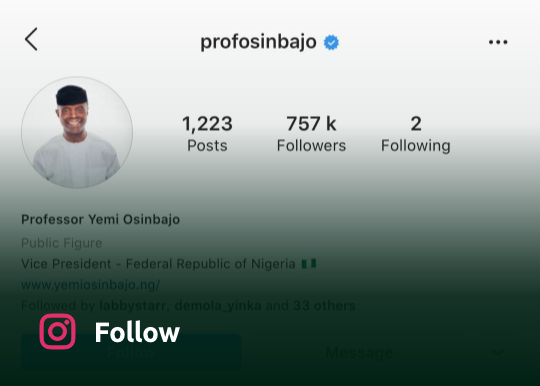 profosinbajo
1,223 757 k 2
Posts Followers Following
Professor Yemi Osinbajo
Public Figure
Vice President - Federal Republic of Nigeria 🇳🇬
www.yemiosinbajo.ng/
Followed by labbystarr, demola_yinka and 33 others
Follow
Message